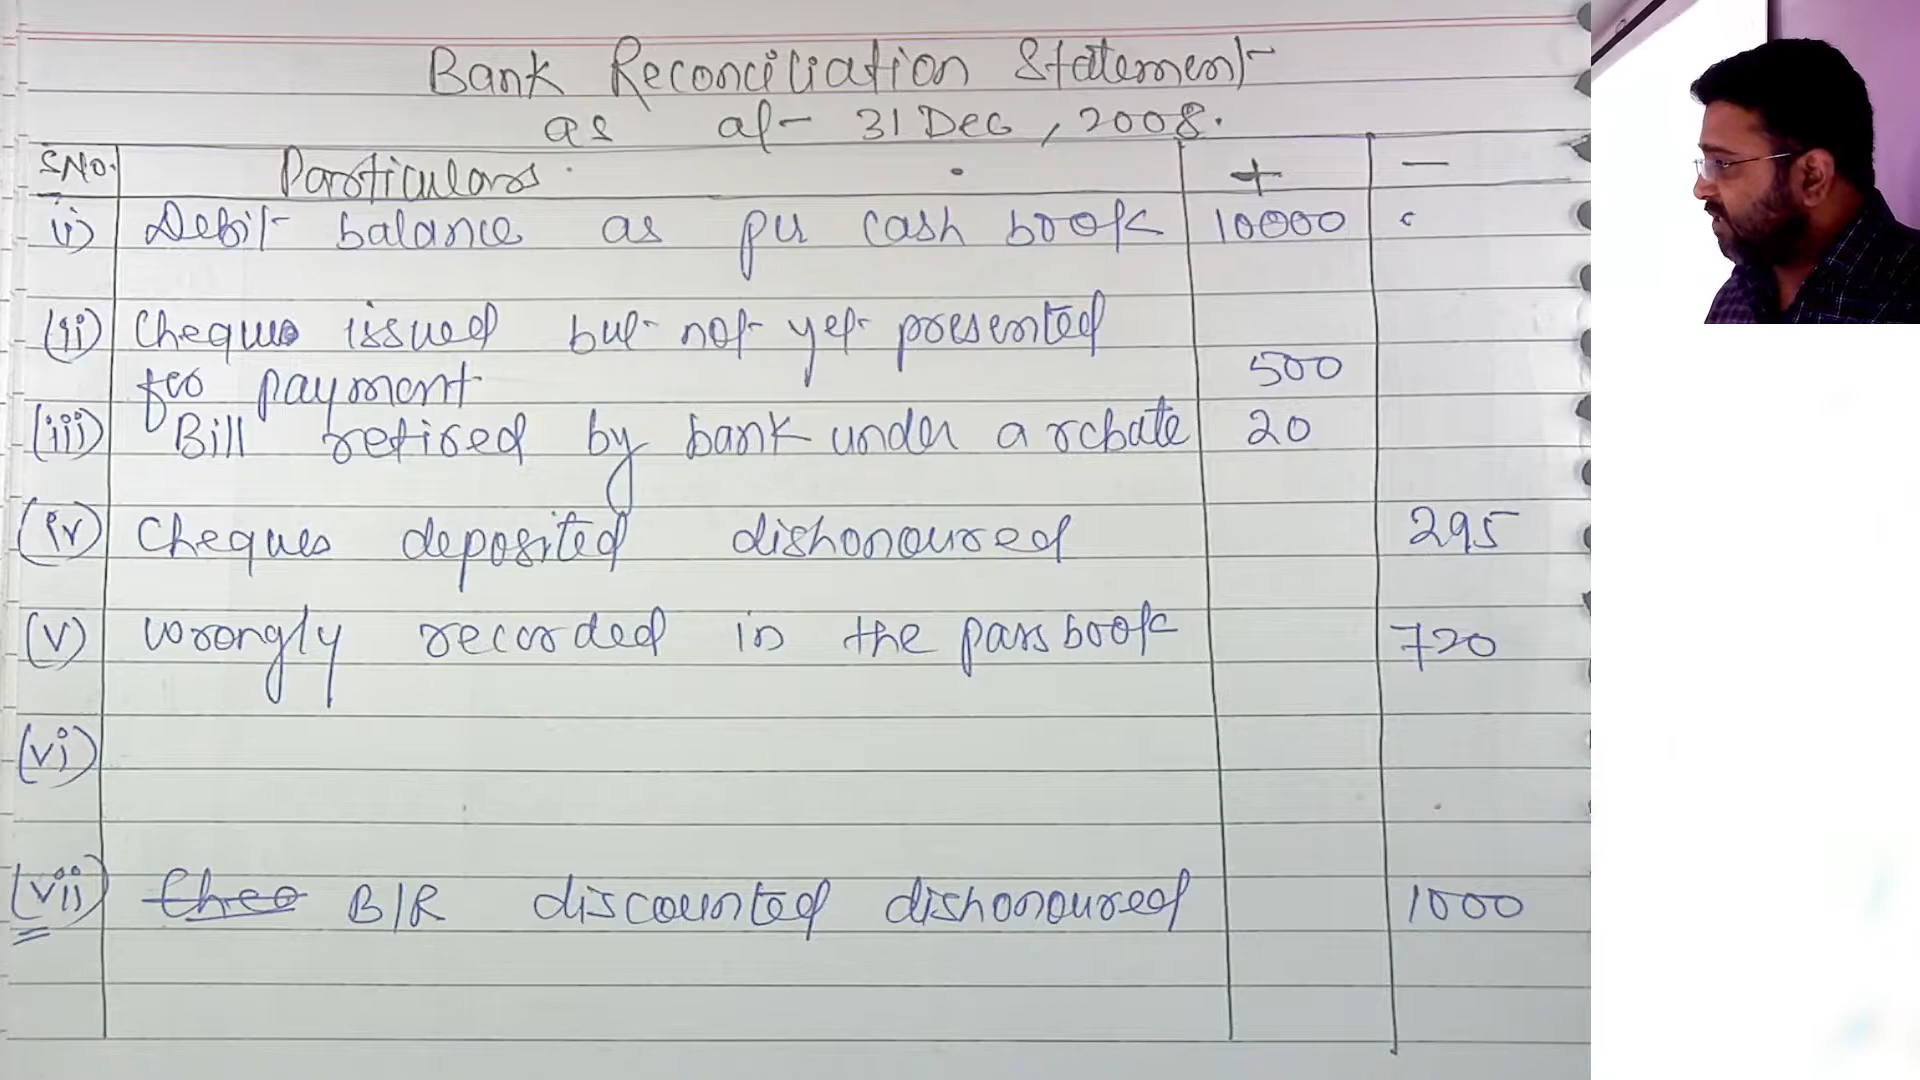 Bank Reconciliation Statement
as at 31 Dec, 2008.
S.No. Particulars. + -
(i) Debit balance as per cash book 10000
(ii) Cheques issued but not yet presented
for payment 500
(iii) Bill retired by bank under a rebate 20
(iv) Cheques deposited dishonoured 295
(v) wrongly recorded in the pass book 720
(vi)
(vii) Cheo B/R discounted dishonoured 1000